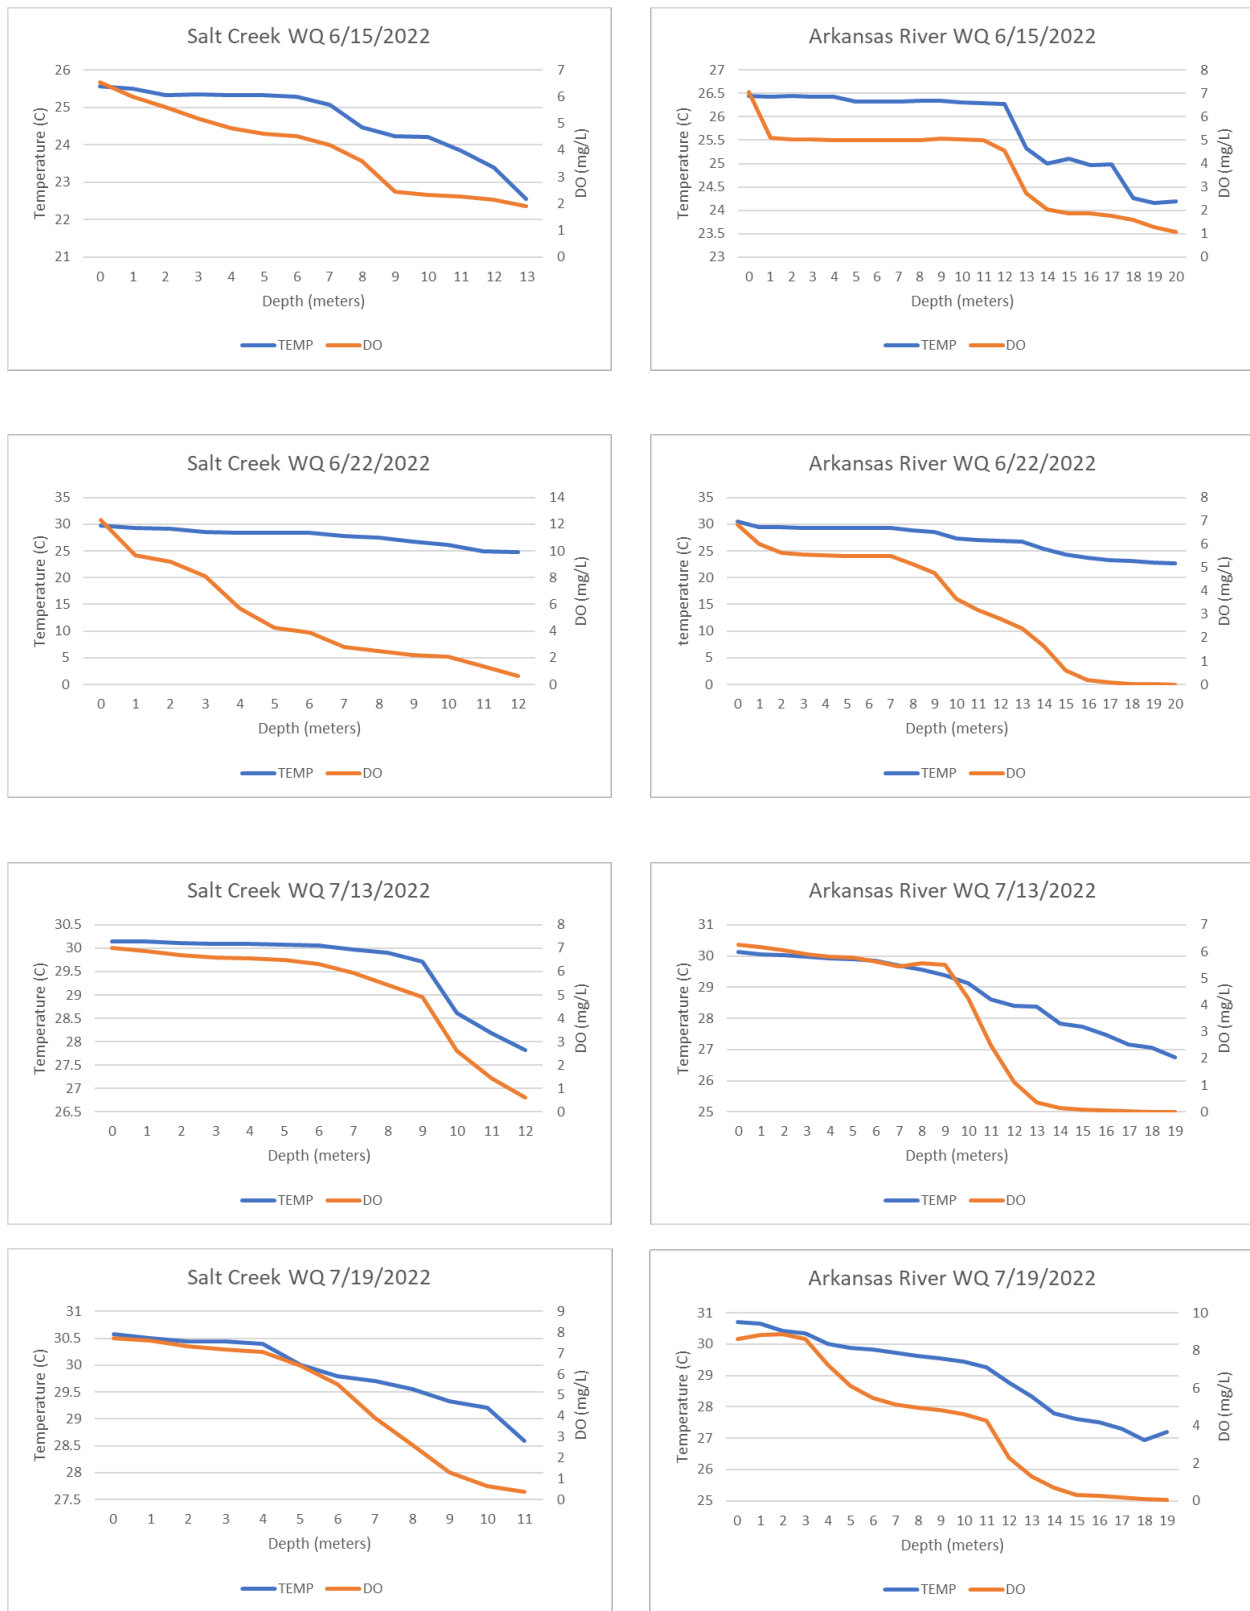 Salt Creek WQ 6/15/2022
Temperature (C)
26
25
24
23
22
21
7
6
5
4
3
2
1
0
DO (mg/L)
0 1 2 3 4 5 6 7 8 9 10 11 12 13
Depth (meters)
TEMP DO
Arkansas River WQ 6/15/2022
Temperature (C)
27
26.5
26
25.5
25
24.5
24
23.5
23
8
7
6
5
4
3
2
1
0
DO (mg/L)
0 1 2 3 4 5 6 7 8 9 10 11 12 13 14 15 16 17 18 19 20
Depth (meters)
TEMP DO
Salt Creek WQ 6/22/2022
Temperature (C)
35
30
25
20
15
10
5
0
14
12
10
8
6
4
2
0
DO (mg/L)
0 1 2 3 4 5 6 7 8 9 10 11 12
Depth (meters)
TEMP DO
Arkansas River WQ 6/22/2022
temperature (C)
35
30
25
20
15
10
5
0
8
7
6
5
4
3
2
1
0
DO (mg/L)
0 1 2 3 4 5 6 7 8 9 10 11 12 13 14 15 16 17 18 19 20
Depth (meters)
TEMP DO
Salt Creek WQ 7/13/2022
Temperature (C)
30.5
30
29.5
29
28.5
28
27.5
27
26.5
8
7
6
5
4
3
2
1
0
DO (mg/L)
0 1 2 3 4 5 6 7 8 9 10 11 12
Depth (meters)
TEMP DO
Arkansas River WQ 7/13/2022
Temperature (C)
31
30
29
28
27
26
25
7
6
5
4
3
2
1
0
DO (mg/L)
0 1 2 3 4 5 6 7 8 9 10 11 12 13 14 15 16 17 18 19
Depth (meters)
TEMP DO
Salt Creek WQ 7/19/2022
Temperature (C)
31
30.5
30
29.5
29
28.5
28
27.5
9
8
7
6
5
4
3
2
1
0
DO (mg/L)
0 1 2 3 4 5 6 7 8 9 10 11
Depth (meters)
TEMP DO
Arkansas River WQ 7/19/2022
Temperature (C)
31
30
29
28
27
26
25
10
8
6
4
2
0
DO (mg/L)
0 1 2 3 4 5 6 7 8 9 10 11 12 13 14 15 16 17 18 19
Depth (meters)
TEMP DO